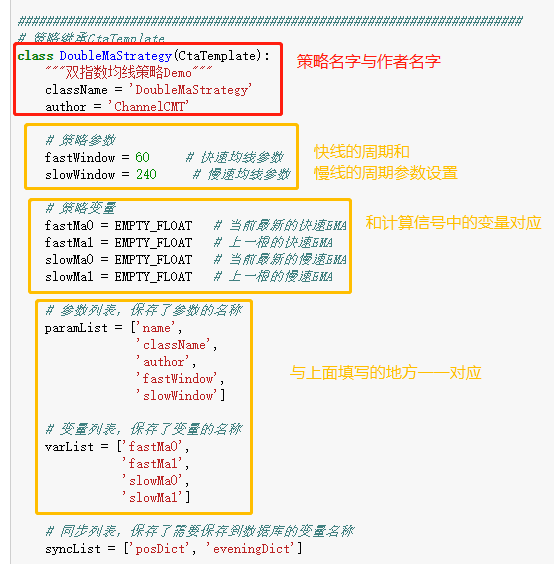 ########################################################################
# 策略继承CtaTemplate
class DoubleMaStrategy(CtaTemplate):
"""双指数均线策略Demo"""
className = 'DoubleMaStrategy'
author = 'ChannelCMT'
策略名字与作者名字
# 策略参数
fastWindow = 60 # 快速均线参数
slowWindow = 240 # 慢速均线参数
快线的周期和
慢线的周期参数设置
# 策略变量
fastMa0 = EMPTY_FLOAT # 当前最新的快速EMA
fastMa1 = EMPTY_FLOAT # 上一根的快速EMA
slowMa0 = EMPTY_FLOAT # 当前最新的慢速EMA
slowMa1 = EMPTY_FLOAT # 上一根的慢速EMA
和计算信号中的变量对应
# 参数列表，保存了参数的名称
paramList = ['name',
'className',
'author',
'fastWindow',
'slowWindow']
与上面填写的地方一一对应
# 变量列表，保存了变量的名称
varList = ['fastMa0',
'fastMa1',
'slowMa0',
'slowMa1']
# 同步列表，保存了需要保存到数据库的变量名称
syncList = ['posDict', 'eveningDict']